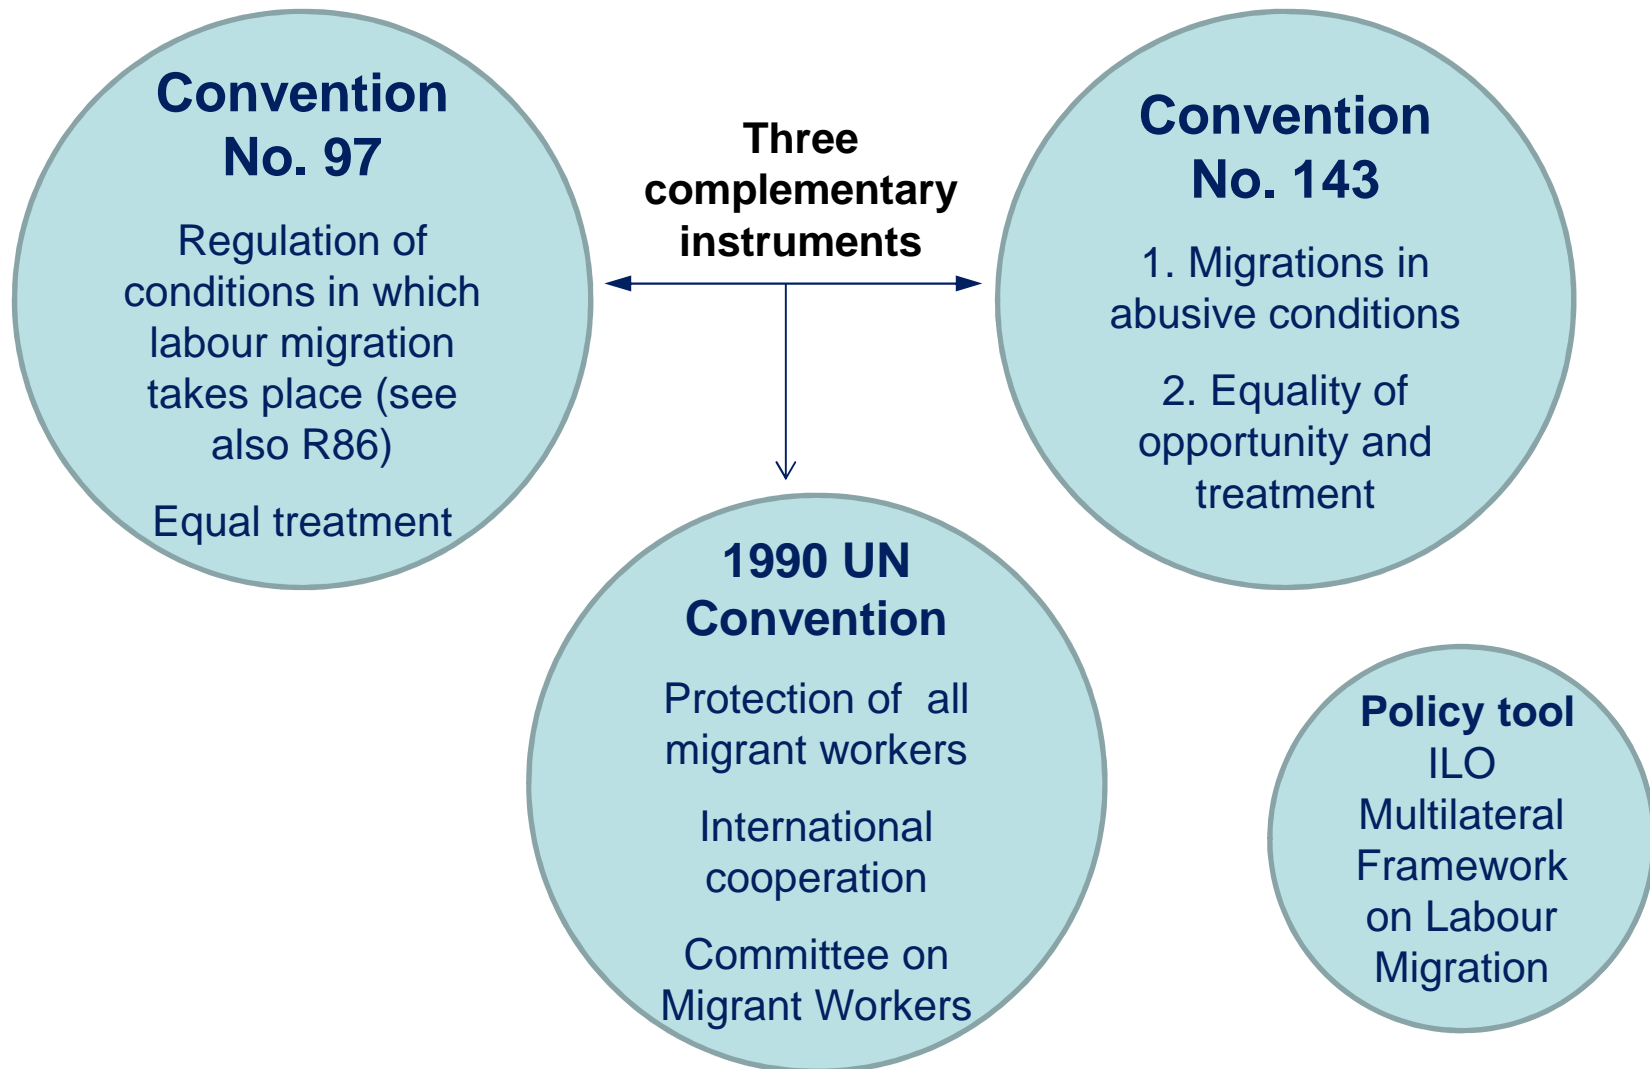 Convention
No. 97
Regulation of
conditions in which
labour migration
takes place (see
also R86)
Equal treatment
Three
complementary
instruments
Convention
No. 143
1. Migrations in
abusive conditions
2. Equality of
opportunity and
treatment
1990 UN
Convention
Protection of  all
migrant workers
International
cooperation
Committee on
Migrant Workers
Policy tool
ILO
Multilateral
Framework
on Labour
Migration